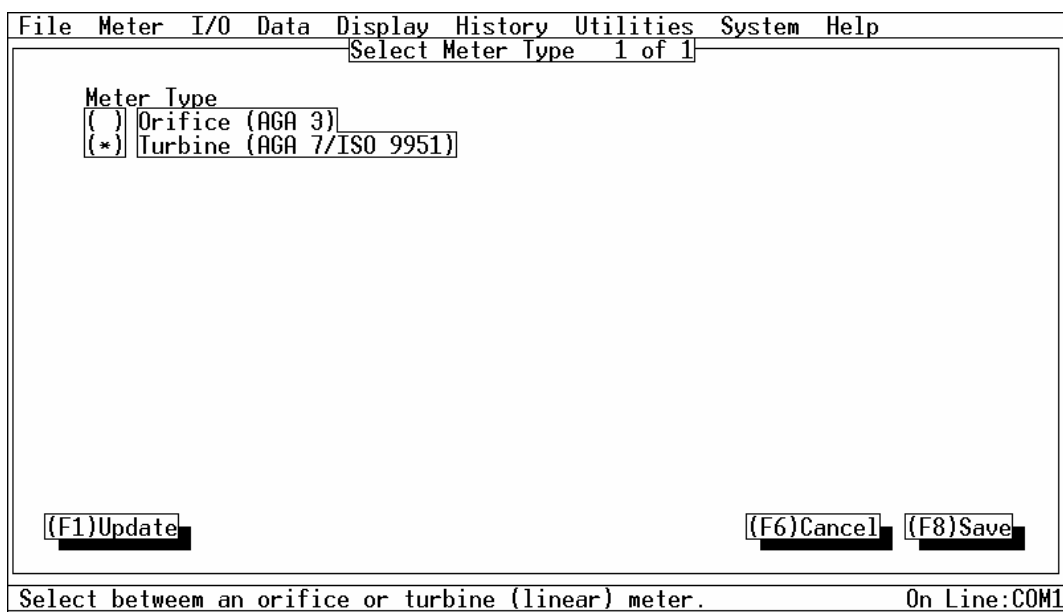 File Meter I/O Data Display History Utilities System Help
Select Meter Type 1 of 1
Meter Type
( ) Orifice (AGA 3)
(*) Turbine (AGA 7/ISO 9951)
(F1)Update (F6)Cancel (F8)Save
Select betweem an orifice or turbine (linear) meter. On Line:COM1